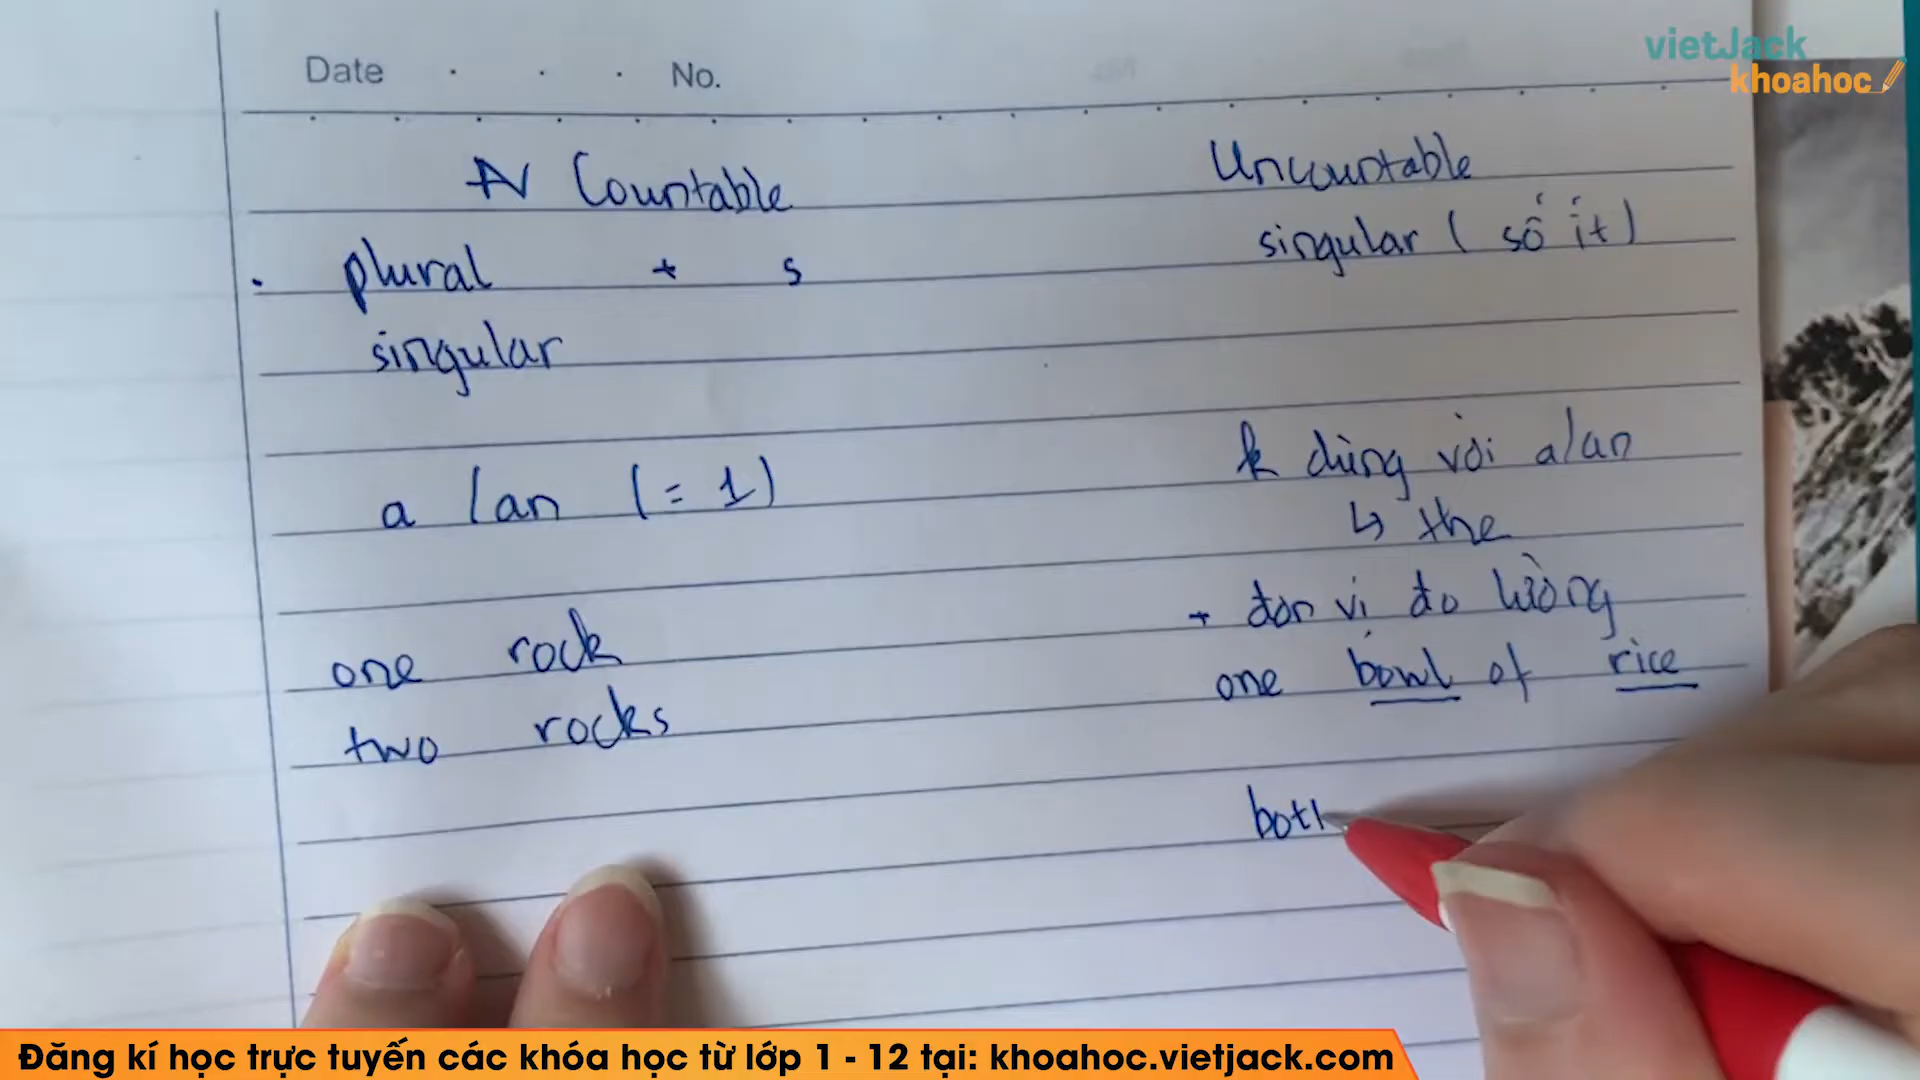 vietJack
khoahoc
Date . . . No.
N Countable
Uncountable
• plural + s
singular (số ít)
singular
a / an (= 1)
k dùng với a/an
↳ the
+ đơn vị đo lường
one rock
one bowl of rice
two rocks
botl
Đăng kí học trực tuyến các khóa học từ lớp 1 - 12 tại: khoahoc.vietjack.com